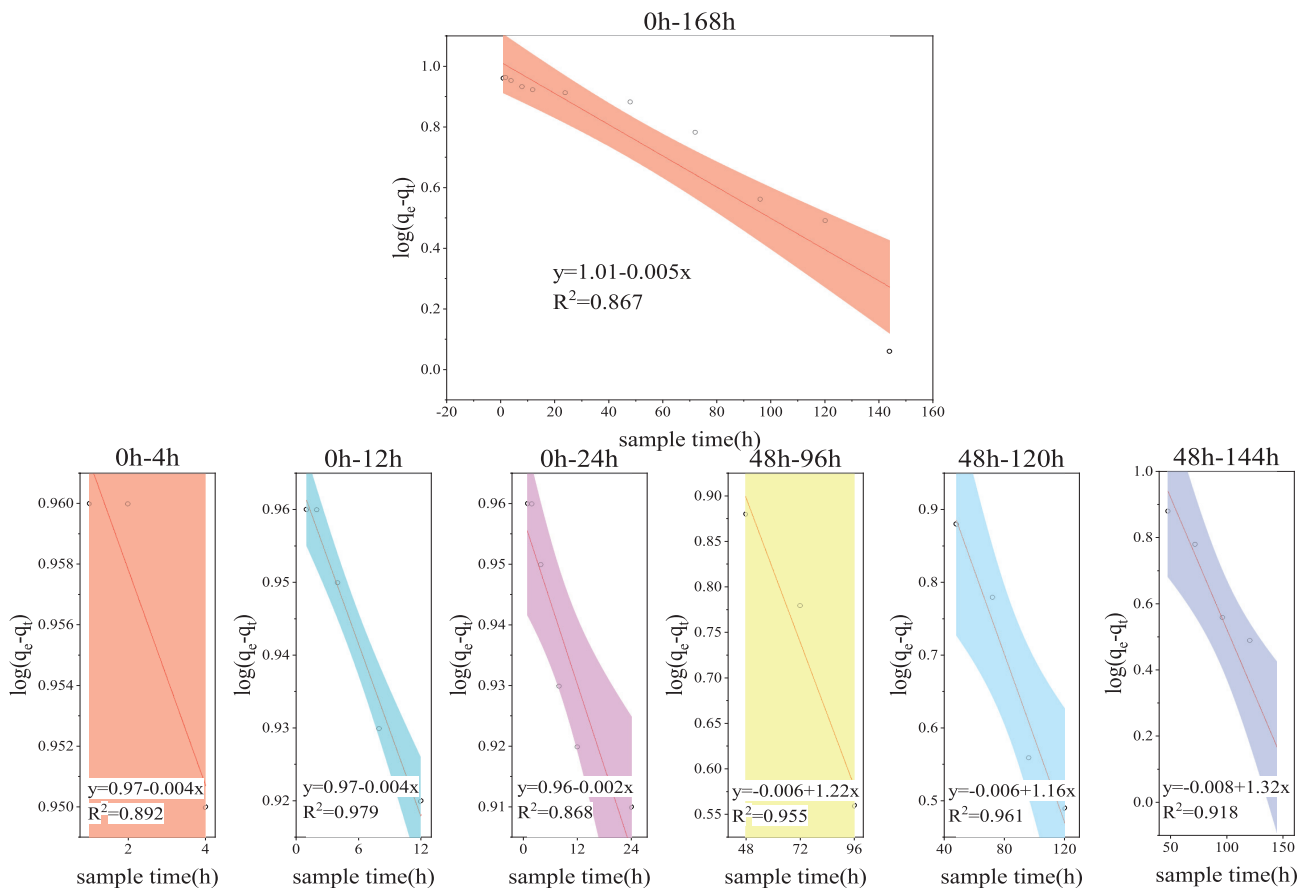 0h-168h
log(qe-qt)
1.0
0.8
0.6
0.4
0.2
0.0
y=1.01-0.005x
R²=0.867
-20 0 20 40 60 80 100 120 140 160
sample time(h)
0h-4h
log(qe-qt)
0.960
0.958
0.956
0.954
0.952
0.950
y=0.97-0.004x
R²=0.892
2 4
sample time(h)
0h-12h
log(qe-qt)
0.96
0.95
0.94
0.93
0.92
y=0.97-0.004x
R²=0.979
0 3 6 9 12
sample time(h)
0h-24h
log(qe-qt)
0.96
0.95
0.94
0.93
0.92
0.91
y=0.96-0.002x
R²=0.868
0 12 24
sample time(h)
48h-96h
log(qe-qt)
0.90
0.85
0.80
0.75
0.70
0.65
0.60
0.55
y=-0.006+1.22x
R²=0.955
48 72 96
sample time(h)
48h-120h
log(qe-qt)
0.9
0.8
0.7
0.6
0.5
y=-0.006+1.16x
R²=0.961
40 60 80 100 120
sample time(h)
48h-144h
log(qe-qt)
1.0
0.8
0.6
0.4
0.2
0.0
y=-0.008+1.32x
R²=0.918
50 100 150
sample time(h)